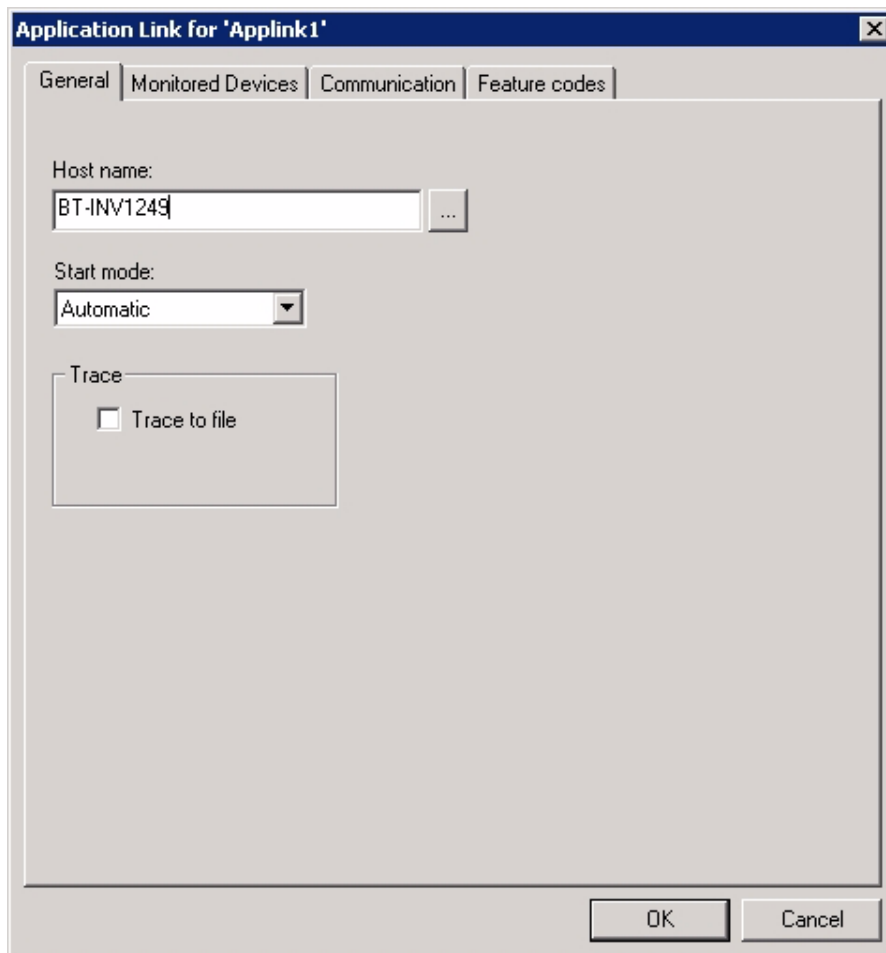 Application Link for 'Applink1'
General Monitored Devices Communication Feature codes
Host name:
BT-INV1249
...
Start mode:
Automatic
Trace
Trace to file
OK Cancel